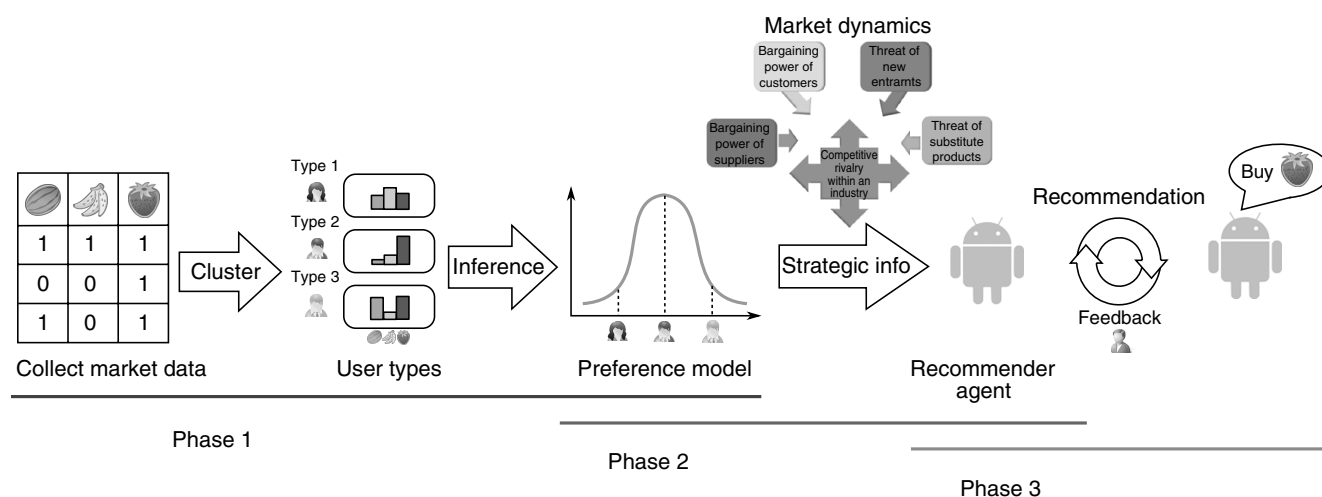 Market dynamics
Bargaining
power of
customers
Threat of
new
entrarnts
Bargaining
power of
suppliers
Competitive
rivalry
within an
industry
Threat of
substitute
products
1 1 1
0 0 1
1 0 1
Collect market data
Cluster
Type 1
Type 2
Type 3
User types
Inference
Preference model
Strategic info
Recommender
agent
Recommendation
Feedback
Buy
Phase 1
Phase 2
Phase 3